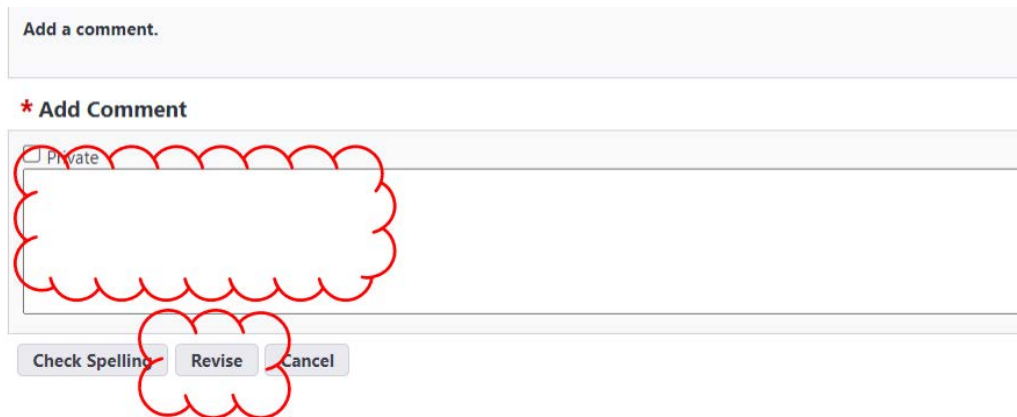 Add a comment.
* Add Comment
Private
Check Spelling Revise Cancel